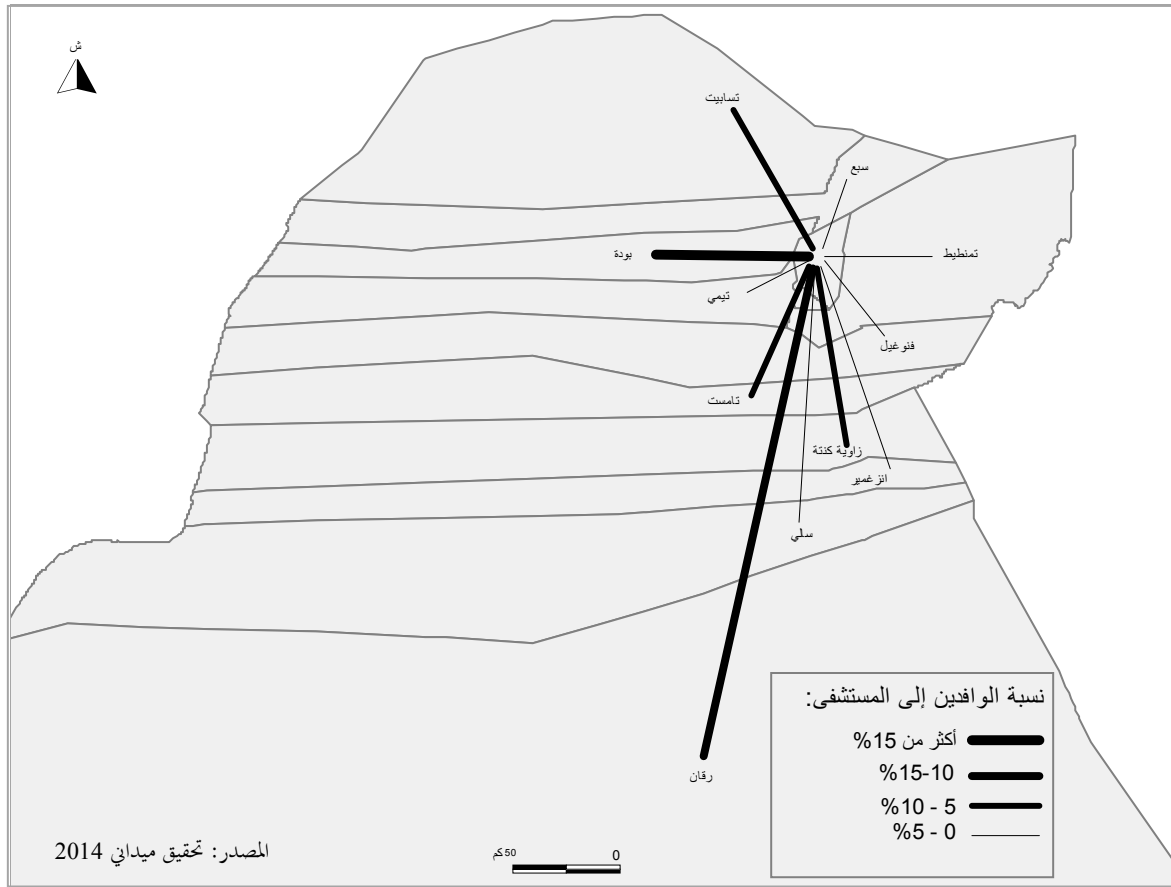 ش
تسابيت
سبع
بودة
تمنطيط
تيمي
فنوغيل
تامست
زاوية كنتة
انزغمير
سلي
رقان
نسبة الوافدين إلى المستشفى:
أكثر من 15%
10-15%
5 - 10%
0 - 5%
المصدر: تحقيق ميداني 2014
0 50كم